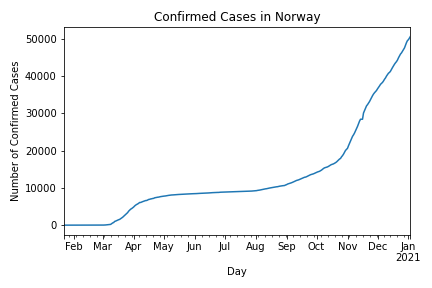 Confirmed Cases in Norway
Number of Confirmed Cases
50000
40000
30000
20000
10000
0
Feb Mar Apr May Jun Jul Aug Sep Oct Nov Dec Jan
2021
Day